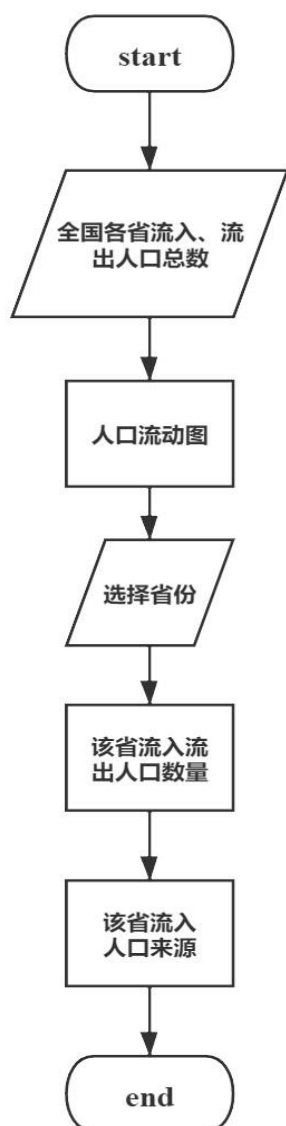 start
全国各省流入、流
出人口总数
人口流动图
选择省份
该省流入流
出人口数量
该省流入
人口来源
end